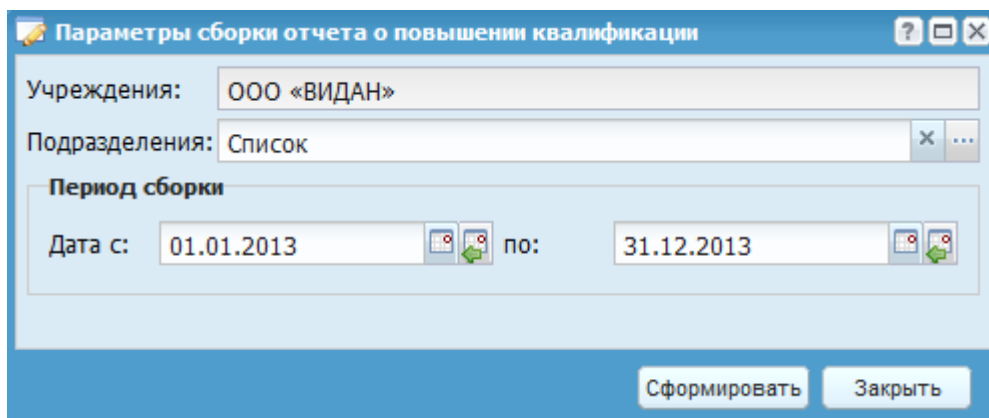 Параметры сборки отчета о повышении квалификации
Учреждения: ООО «ВИДАН»
Подразделения: Список
Период сборки
Дата с: 01.01.2013 по: 31.12.2013
Сформировать Закрыть